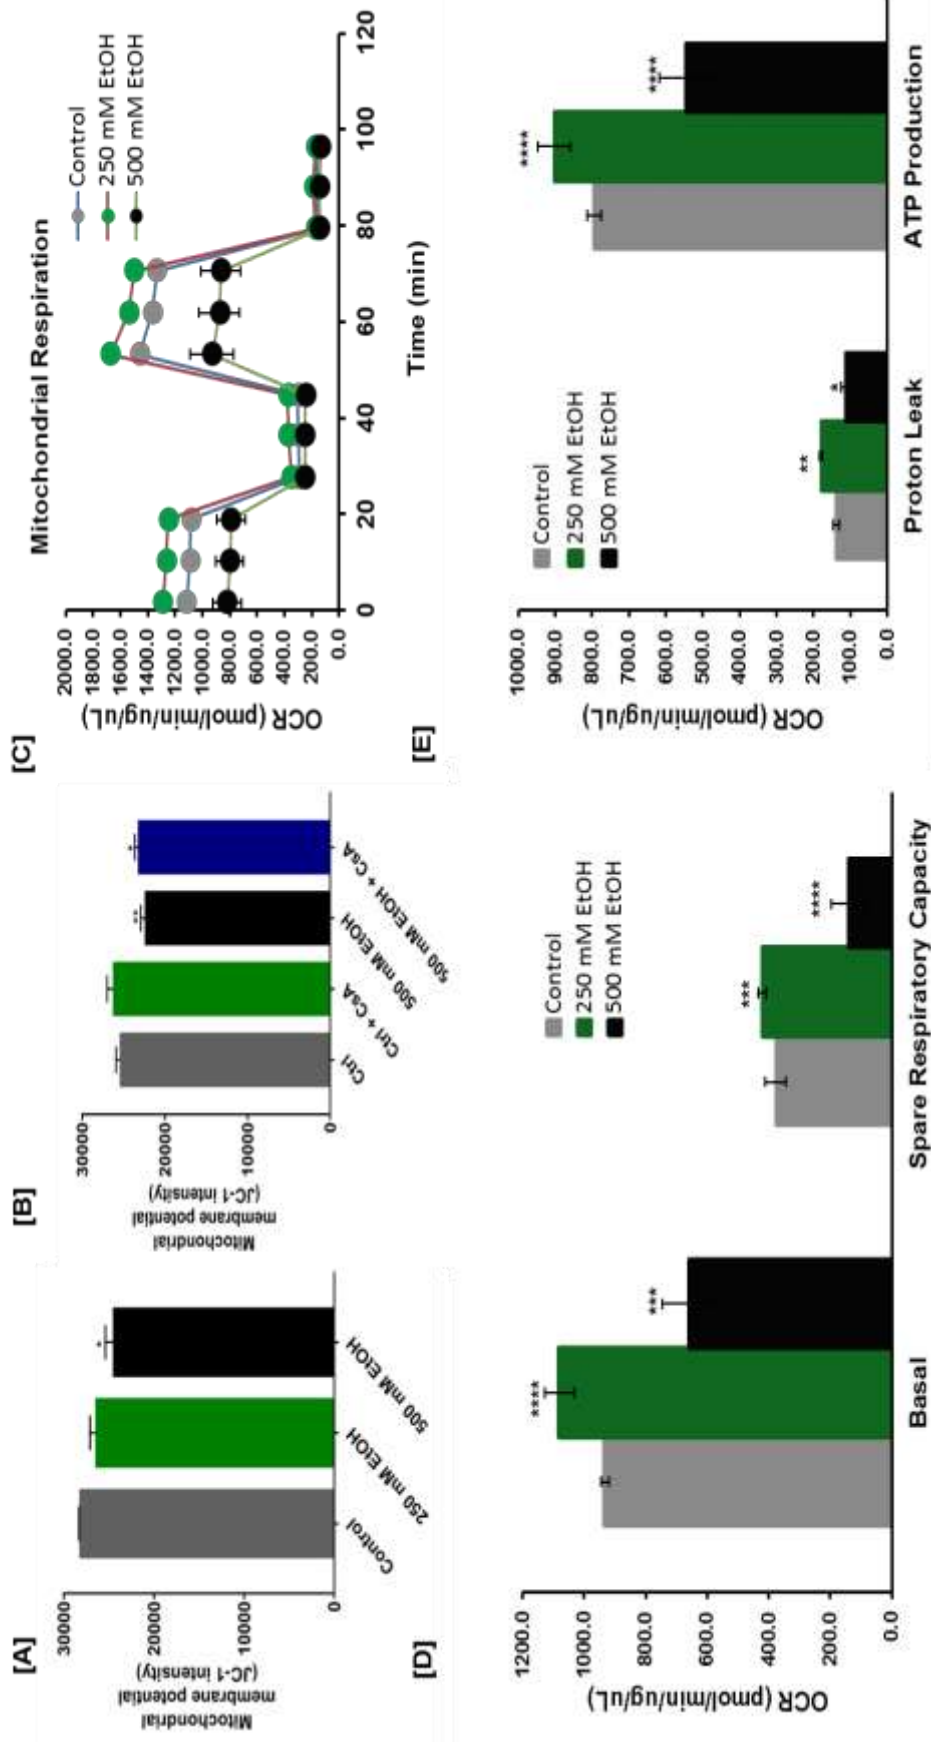 [A]
Mitochondrial
membrane potential
(JC-1 intensity)
30000
20000
10000
0
*
Control
250 mM EtOH
500 mM EtOH
[B]
Mitochondrial
membrane potential
(JC-1 intensity)
30000
20000
10000
0
**
*
Ctrl
Ctrl + CsA
500 mM EtOH
500 mM EtOH + CsA
[C]
Mitochondrial Respiration
OCR (pmol/min/ug/uL)
2000.0
1800.0
1600.0
1400.0
1200.0
1000.0
800.0
600.0
400.0
200.0
0.0
0 20 40 60 80 100 120
Time (min)
Control
250 mM EtOH
500 mM EtOH
[D]
OCR (pmol/min/ug/uL)
1200.0
1000.0
800.0
600.0
400.0
200.0
0.0
Control
250 mM EtOH
500 mM EtOH
**** *** *** ****
Basal Spare Respiratory Capacity
[E]
OCR (pmol/min/ug/uL)
1000.0
900.0
800.0
700.0
600.0
500.0
400.0
300.0
200.0
100.0
0.0
Control
250 mM EtOH
500 mM EtOH
** * **** ****
Proton Leak ATP Production